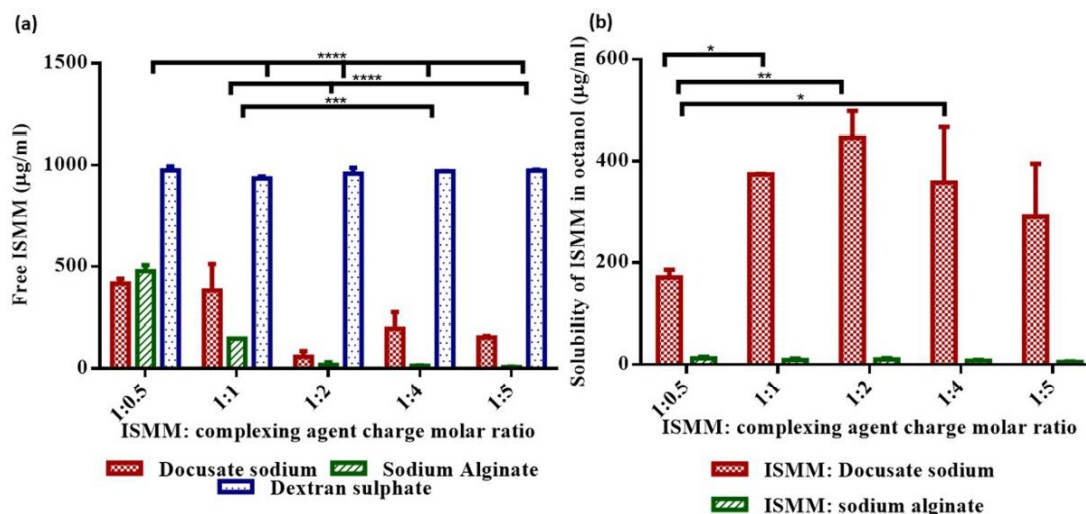 (a)
Free ISMM (µg/ml)
1500
1000
500
0
****
****
***
1:0.5
1:1
1:2
1:4
1:5
ISMM: complexing agent charge molar ratio
Docusate sodium
Sodium Alginate
Dextran sulphate
(b)
Solubility of ISMM in octanol (µg/ml)
600
400
200
0
*
**
*
1:0.5
1:1
1:2
1:4
1:5
ISMM: complexing agent charge molar ratio
ISMM: Docusate sodium
ISMM: sodium alginate